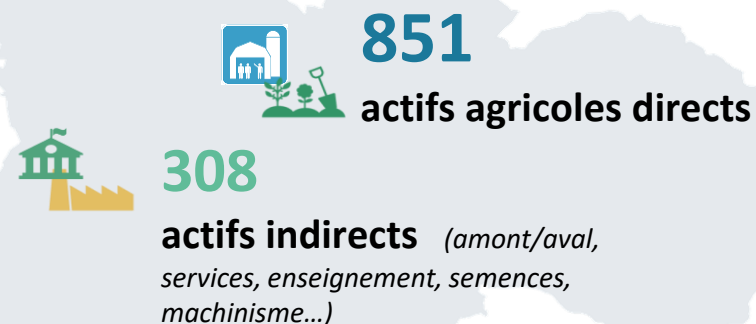 851
actifs agricoles directs
308
actifs indirects (amont/aval,
services, enseignement, semences,
machinisme…)